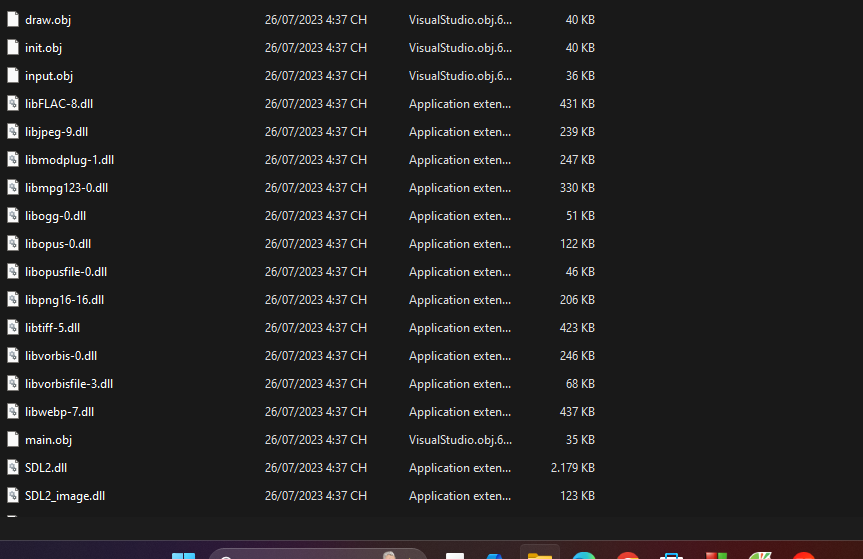 draw.obj 26/07/2023 4:37 CH VisualStudio.obj.6... 40 KB
init.obj 26/07/2023 4:37 CH VisualStudio.obj.6... 40 KB
input.obj 26/07/2023 4:37 CH VisualStudio.obj.6... 36 KB
libFLAC-8.dll 26/07/2023 4:37 CH Application exten... 431 KB
libjpeg-9.dll 26/07/2023 4:37 CH Application exten... 239 KB
libmodplug-1.dll 26/07/2023 4:37 CH Application exten... 247 KB
libmpg123-0.dll 26/07/2023 4:37 CH Application exten... 330 KB
libogg-0.dll 26/07/2023 4:37 CH Application exten... 51 KB
libopus-0.dll 26/07/2023 4:37 CH Application exten... 122 KB
libopusfile-0.dll 26/07/2023 4:37 CH Application exten... 46 KB
libpng16-16.dll 26/07/2023 4:37 CH Application exten... 206 KB
libtiff-5.dll 26/07/2023 4:37 CH Application exten... 423 KB
libvorbis-0.dll 26/07/2023 4:37 CH Application exten... 246 KB
libvorbisfile-3.dll 26/07/2023 4:37 CH Application exten... 68 KB
libwebp-7.dll 26/07/2023 4:37 CH Application exten... 437 KB
main.obj 26/07/2023 4:37 CH VisualStudio.obj.6... 35 KB
SDL2.dll 26/07/2023 4:37 CH Application exten... 2.179 KB
SDL2_image.dll 26/07/2023 4:37 CH Application exten... 123 KB